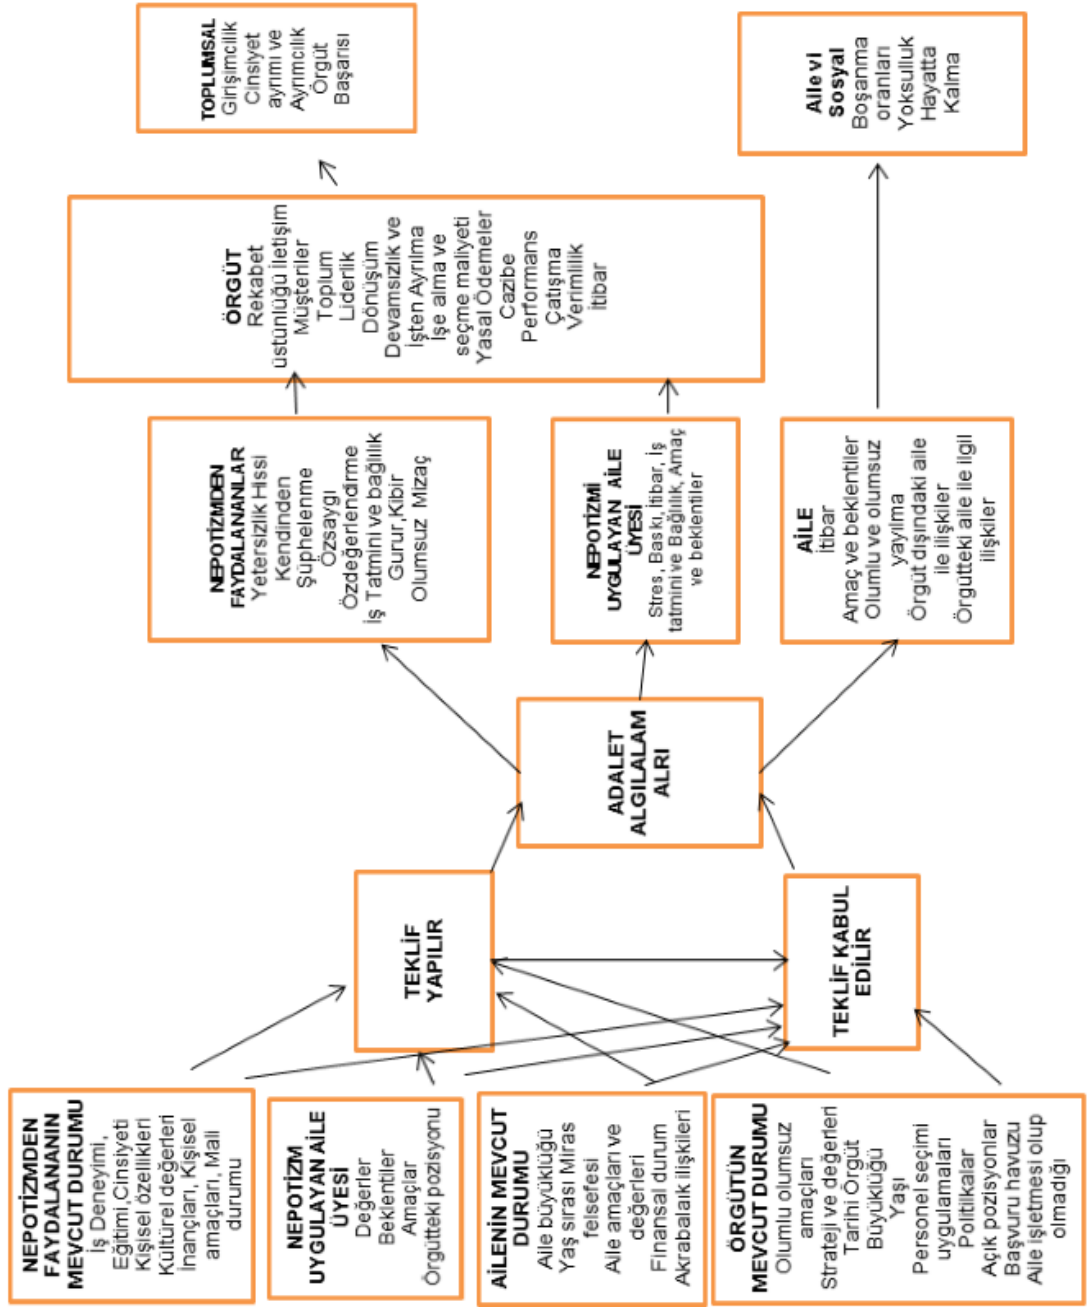 NEPOTİZMDEN
FAYDALANANIN
MEVCUT DURUMU
İş Deneyimi,
Eğitimi,Cinsiyeti
Kişisel özellikleri
Kültürel değerleri
İnançları, Kişisel
amaçları, Mali
durumu
NEPOTİZM
UYGULAYAN AİLE
ÜYESİ
Değerler
Beklentiler
Amaçlar
Örgütteki pozisyonu
AİLENİN MEVCUT
DURUMU
Aile büyüklüğü
Yaş sırası Miras
felsefesi
Aile amaçları ve
değerleri
Finansal durum
Akrabalık ilişkileri
ÖRGÜTÜN
MEVCUT DURUMU
Olumlu olumsuz
amaçları
Strateji ve değerleri
Tarihi Örgüt
Büyüklüğü
Yaşı
Personel seçimi
uygulamaları
Politilkalar
Açık pozisyonlar
Başvuru havuzu
Aile işletmesi olup
olmadığı
TEKLİF
YAPILIR
TEKLİF KABUL
EDİLİR
ADALET
ALGILALAM
ALRI
NEPOTİZMDEN
FAYDALANANLAR
Yetersizlik Hissi
Kendinden
Şüphelenme
Özsaygı
Özdeğerlendirme
İş Tatmini ve bağlılık
Gurur,Kibir
Olumsuz Mizaç
NEPOTİZMİ
UYGULAYAN AİLE
ÜYESİ
Stres, Baskı, İtibar, İş
tatmini ve Bağlılık, Amaç
ve beklentiler
AİLE
İtibar
Amaç ve beklentiler
Olumlu ve olumsuz
yayılma
Örgüt dışındaki aile
ile ilişkiler
Örgütteki aile ile ilgil
ilişkiler
ÖRGÜT
Rekabet
üstünlüğü İletişim
Müşteriler
Toplum
Liderlik
Dönüşüm
Devamsızlık ve
İşten Ayrılma
İşe alma ve
seçme maliyeti
Yasal Ödemeler
Cazibe
Performans
Çatışma
Verimlilik
İtibar
TOPLUMSAL
Girişimcilik
Cinsiyet
ayrımı ve
Ayrımcılık
Örgüt
Başarısı
Ailevi
Sosyal
Boşanma
oranları
Yoksulluk
Hayatta
Kalma